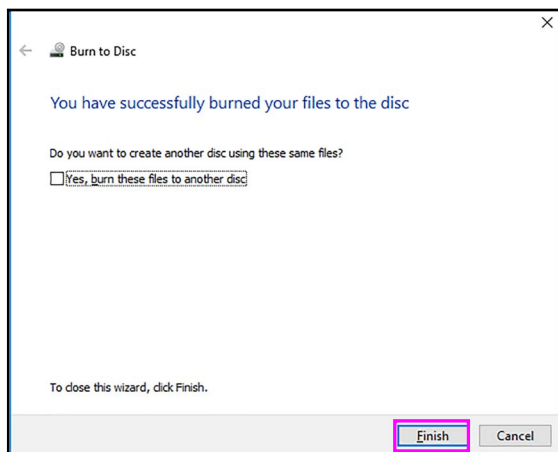 Burn to Disc
You have successfully burned your files to the disc
Do you want to create another disc using these same files?
Yes, burn these files to another disc
To close this wizard, click Finish.
Finish Cancel